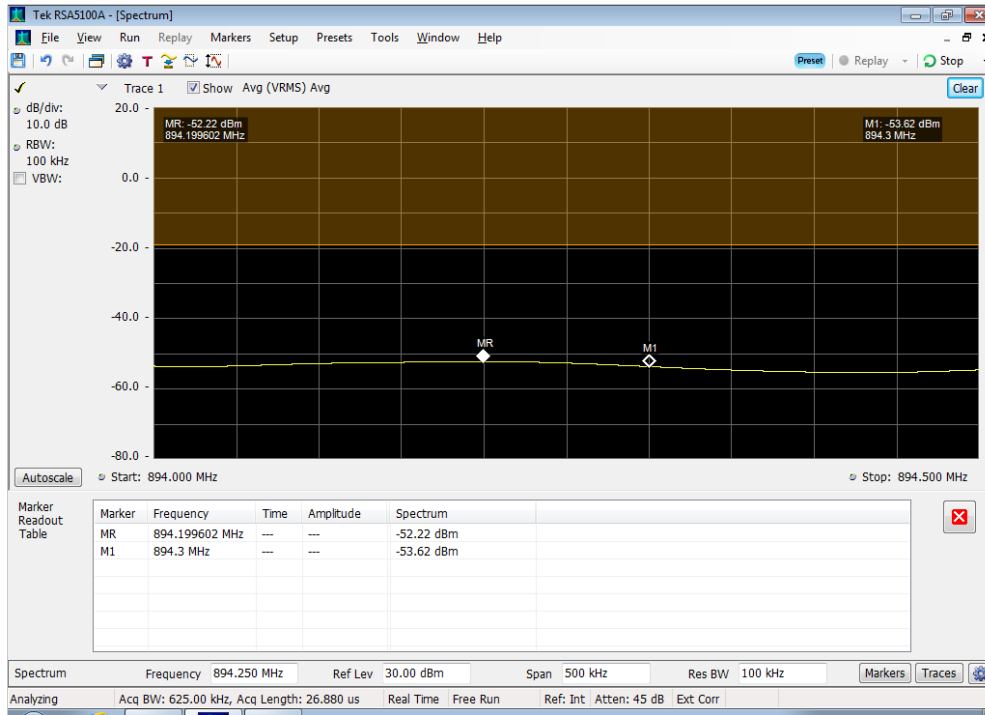 Tek RSA5100A - [Spectrum]
File View Run Replay Markers Setup Presets Tools Window Help
T Preset Replay Stop
Trace 1 Show Avg (VRMS) Avg Clear
dB/div:
10.0 dB
RBW:
100 kHz
VBW:
20.0
0.0
-20.0
-40.0
-60.0
-80.0
MR: -52.22 dBm
894.199602 MHz
M1: -53.62 dBm
894.3 MHz
MR
M1
Autoscale Start: 894.000 MHz Stop: 894.500 MHz
Marker
Readout
Table
Marker Frequency Time Amplitude Spectrum
MR 894.199602 MHz --- --- -52.22 dBm
M1 894.3 MHz --- --- -53.62 dBm
Spectrum Frequency 894.250 MHz Ref Lev 30.00 dBm Span 500 kHz Res BW 100 kHz Markers Traces
Analyzing Acq BW: 625.00 kHz, Acq Length: 26.880 us Real Time Free Run Ref: Int Atten: 45 dB Ext Corr